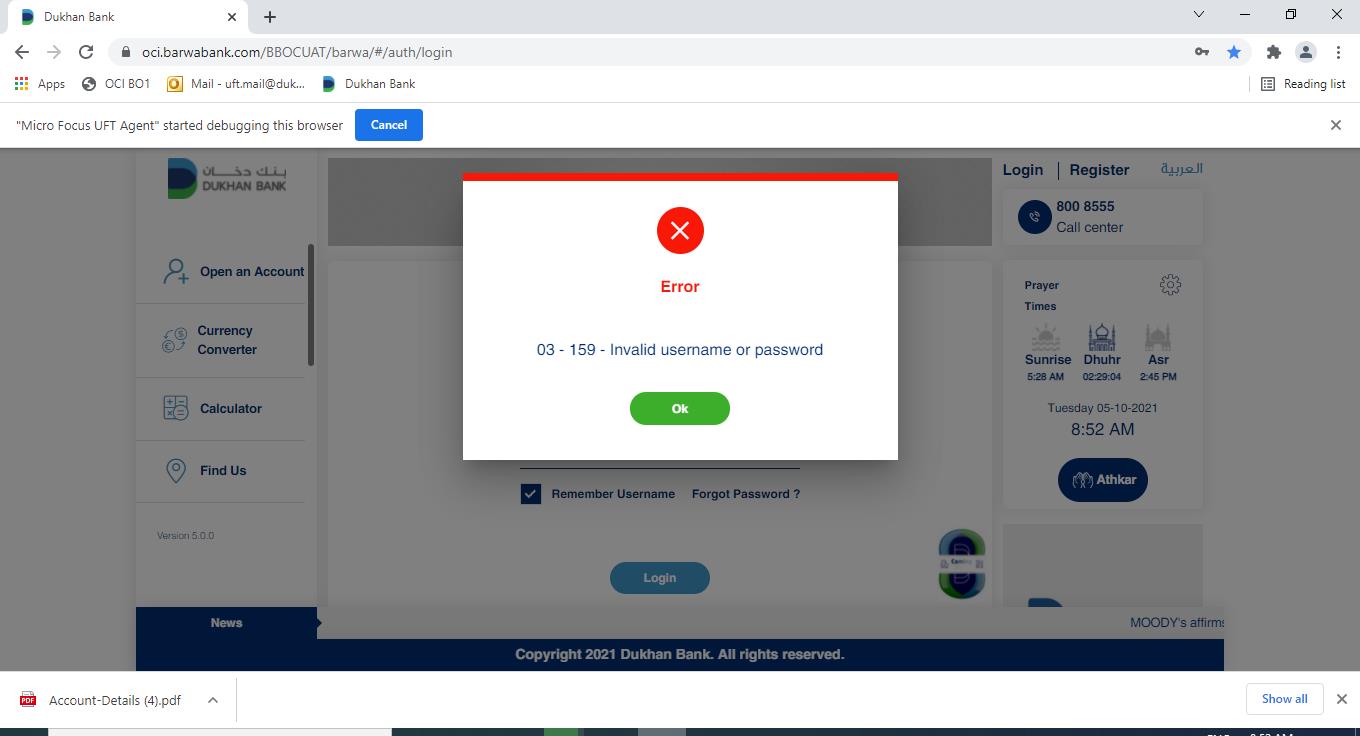 Dukhan Bank
oci.barwabank.com/BBOCUAT/barwa/#/auth/login
Apps
OCI BO1
Mail - uft.mail@duk...
Dukhan Bank
Reading list
"Micro Focus UFT Agent" started debugging this browser
Cancel
بنك دخان
DUKHAN BANK
Open an Account
Currency
Converter
Calculator
Find Us
Version 5.0.0
Error
03 - 159 - Invalid username or password
Ok
Remember Username
Forgot Password ?
Login
Login
Register
العربية
800 8555
Call center
Prayer
Times
Sunrise
Dhuhr
Asr
5:28 AM
02:29:04
2:45 PM
Tuesday 05-10-2021
8:52 AM
Athkar
News
MOODY's affirms
Copyright 2021 Dukhan Bank. All rights reserved.
PDF
Account-Details (4).pdf
Show all